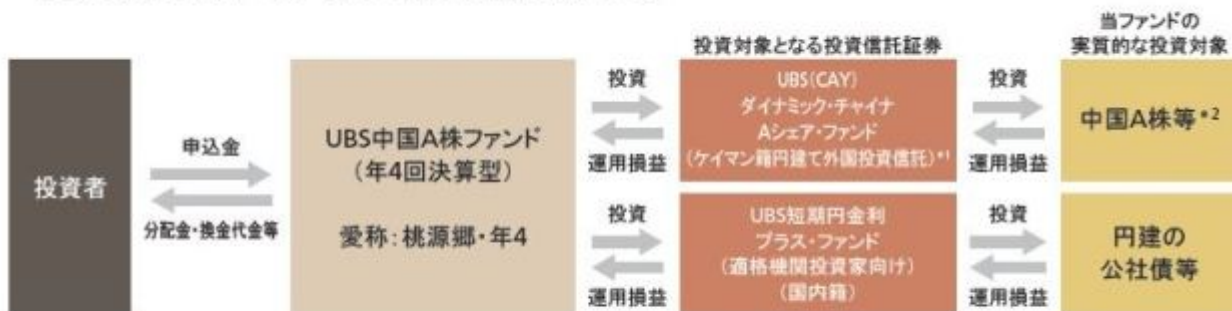 当ファンドの
投資対象となる投資信託証券
実質的な投資対象
投資者
申込金
分配金・換金代金等
UBS中国A株ファンド
(年4回決算型)
愛称:桃源郷・年4
投資
運用損益
UBS(CAY)
ダイナミック・チャイナ
Aシェア・ファンド
(ケイマン籍円建て外国投資信託)*1
投資
運用損益
中国A株等*2
投資
運用損益
UBS短期円金利
プラス・ファンド
(適格機関投資家向け)
(国内籍)
投資
運用損益
円建の
公社債等